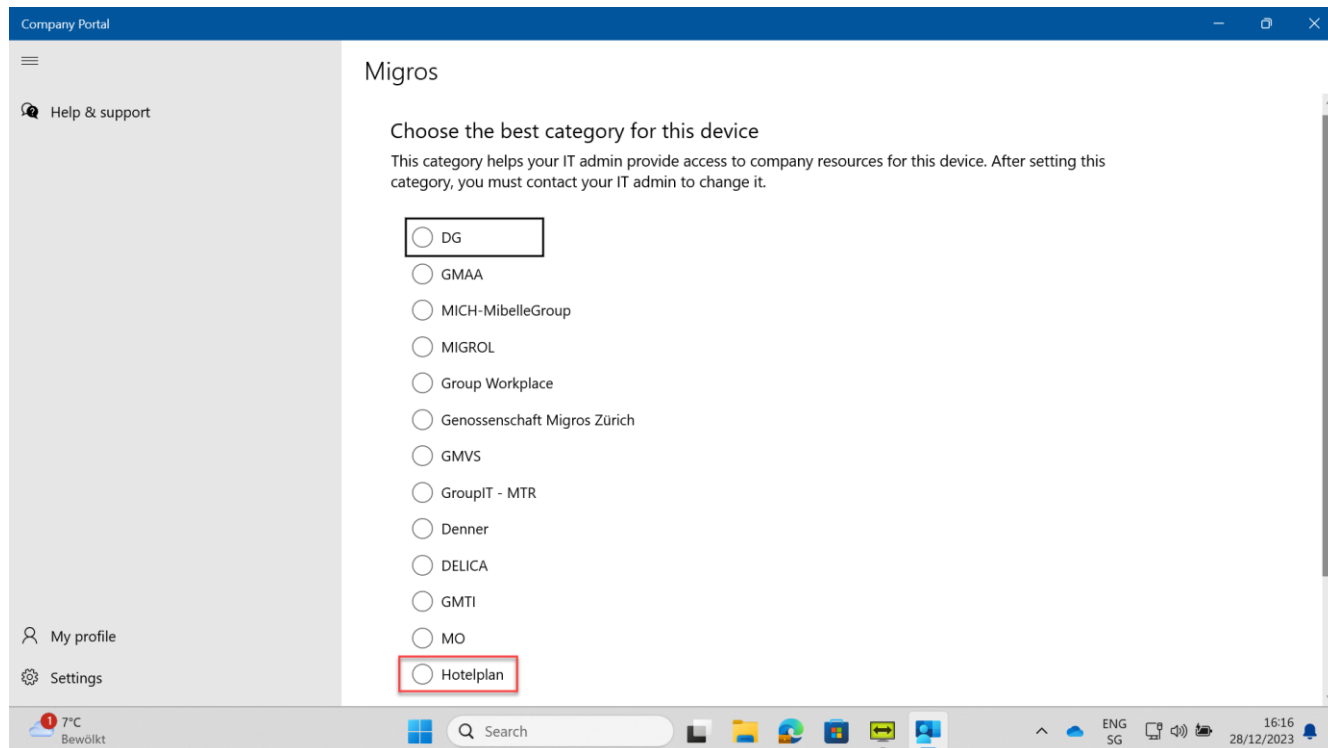 Company Portal
Migros
Help & support
Choose the best category for this device
This category helps your IT admin provide access to company resources for this device. After setting this
category, you must contact your IT admin to change it.
DG
GMAA
MICH-MibelleGroup
MIGROL
Group Workplace
Genossenschaft Migros Zürich
GMVS
GroupIT - MTR
Denner
DELICA
GMTI
MO
Hotelplan
My profile
Settings
1
7°C
Bewölkt
Search
ENG
SG
16:16
28/12/2023